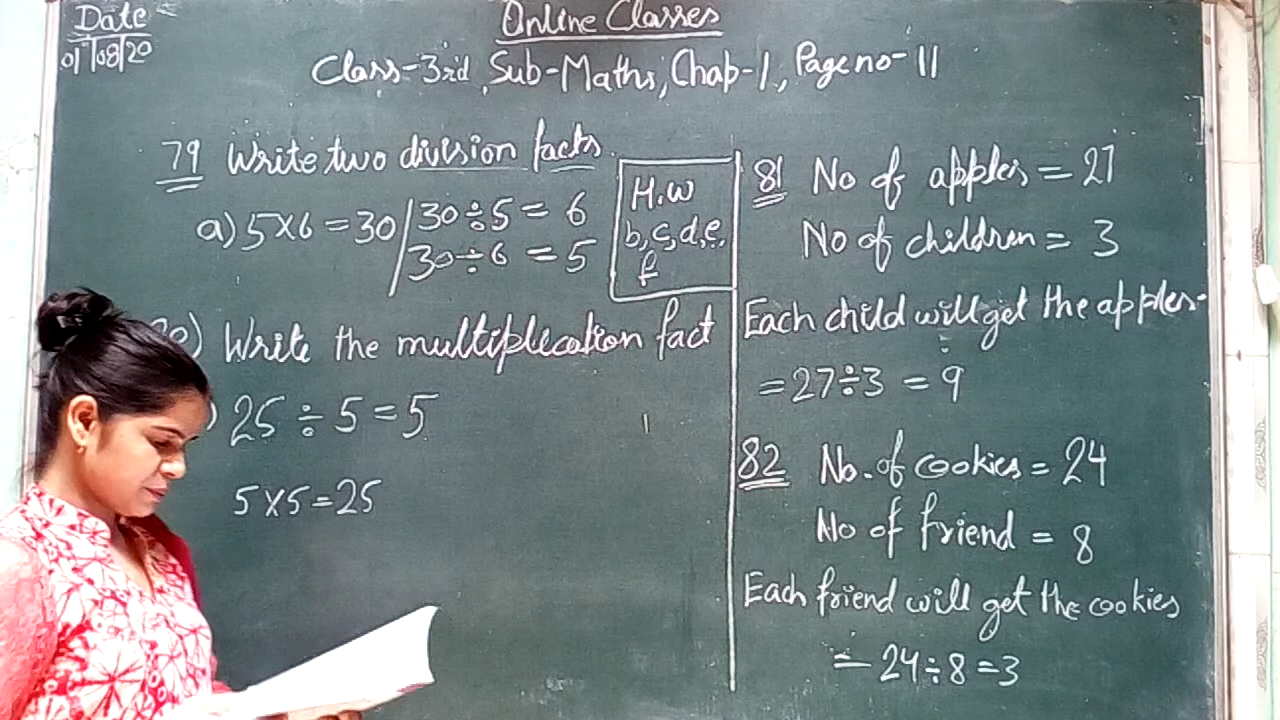 Date
01/08/20
Online Classes
Class-3rd, Sub-Maths, Chap-1, Page no-11
79 Write two division facts
a) 5×6=30/30÷5=6
30÷6=5
H.W
b,c,d,e,
f
) Write the multiplication fact
) 25÷5=5
5×5=25
81 No of apples=27
No of children=3
Each child will get the apples-
=27÷3=9
82 No. of cookies=24
No of friend=8
Each friend will get the cookies
=24÷8=3